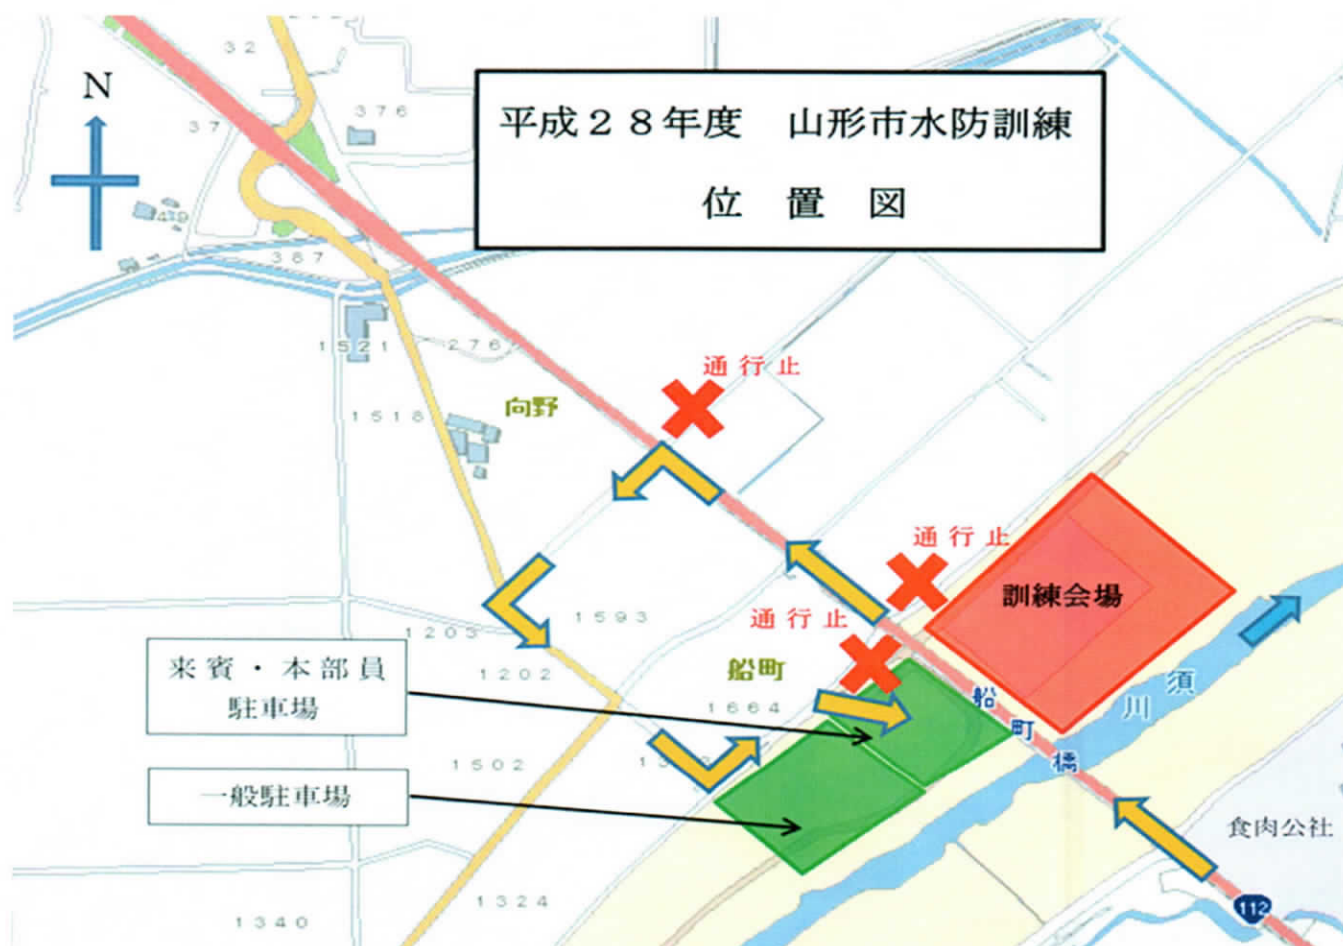 32
N
376
37
平成28年度　山形市水防訓練
位　置　図
419
387
1521
276
通行止
向野
1518
通行止
訓練会場
1593
通行止
1203
来賓・本部員
駐車場
1202
船町
1664
須川
船町橋
1502
一般駐車場
食肉公社
1324
112
1340